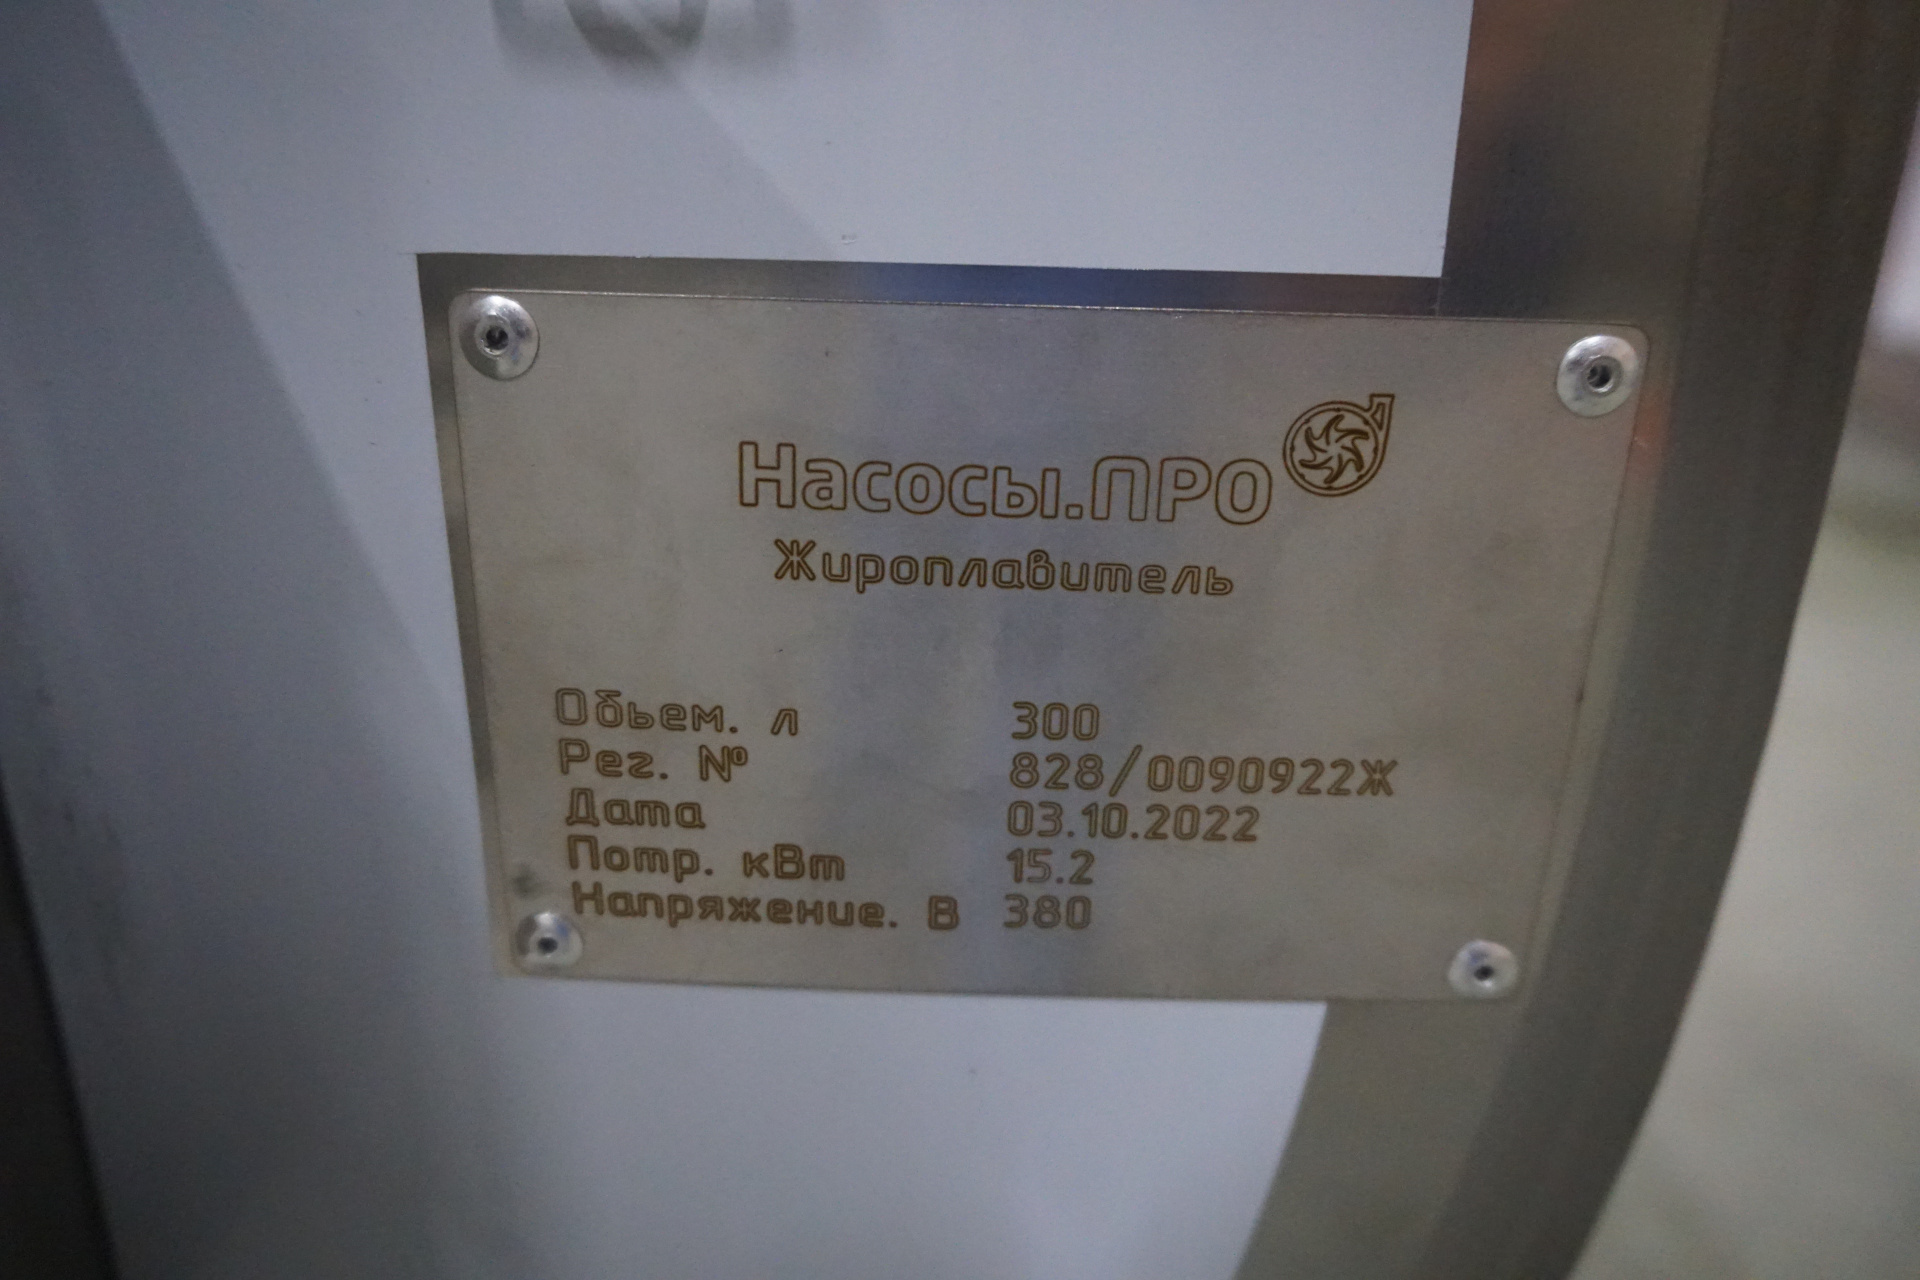 Насосы.ПРО
Жироплавитель
Обьем. л 300
Рег. № 828/0090922Ж
Дата 03.10.2022
Потр. кВт 15.2
Напряжение. В 380